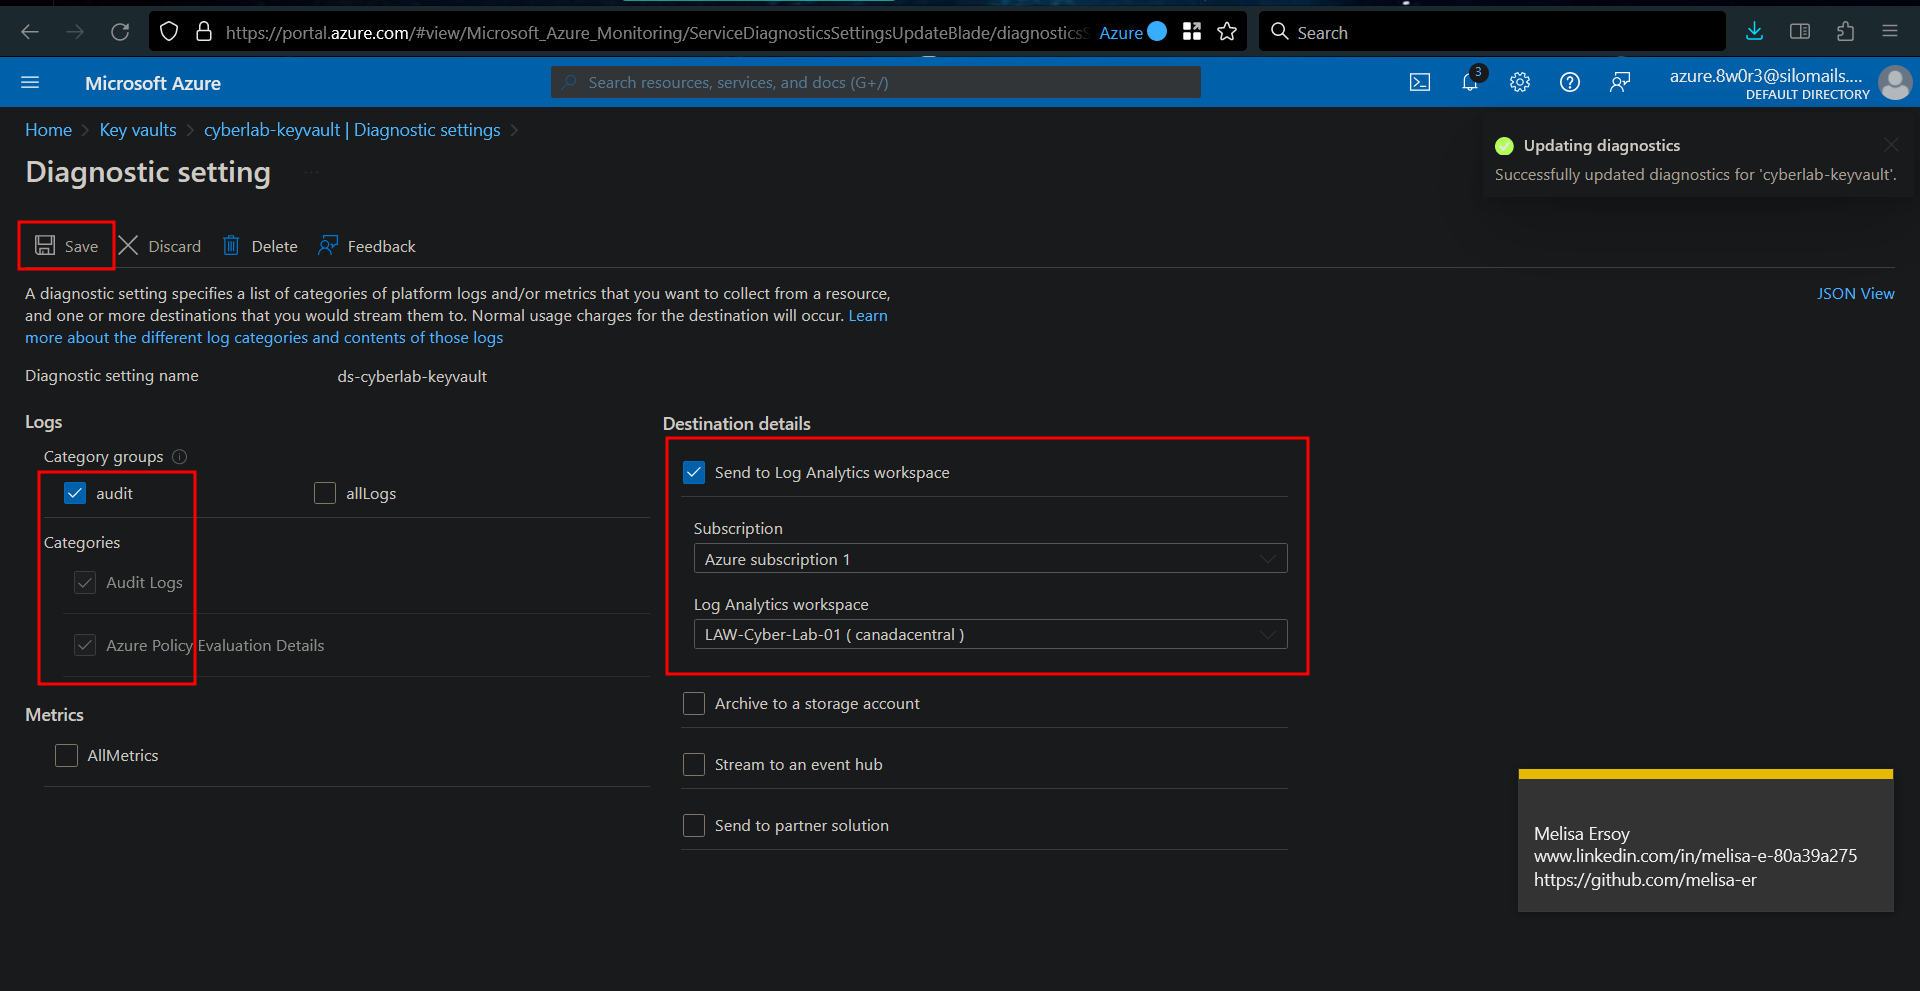 https://portal.azure.com/#view/Microsoft_Azure_Monitoring/ServiceDiagnosticsSettingsUpdateBlade/diagnostics
Azure
Search
Microsoft Azure
Search resources, services, and docs (G+/)
3
azure.8w0r3@silomails....
DEFAULT DIRECTORY
Home
Key vaults
cyberlab-keyvault | Diagnostic settings
Updating diagnostics
Successfully updated diagnostics for 'cyberlab-keyvault'.
Diagnostic setting
...
Save
Discard
Delete
Feedback
A diagnostic setting specifies a list of categories of platform logs and/or metrics that you want to collect from a resource,
and one or more destinations that you would stream them to. Normal usage charges for the destination will occur. Learn
more about the different log categories and contents of those logs
JSON View
Diagnostic setting name
ds-cyberlab-keyvault
Logs
Category groups
audit
allLogs
Categories
Audit Logs
Azure Policy Evaluation Details
Metrics
AllMetrics
Destination details
Send to Log Analytics workspace
Subscription
Azure subscription 1
Log Analytics workspace
LAW-Cyber-Lab-01 ( canadacentral )
Archive to a storage account
Stream to an event hub
Send to partner solution
Melisa Ersoy
www.linkedin.com/in/melisa-e-80a39a275
https://github.com/melisa-er